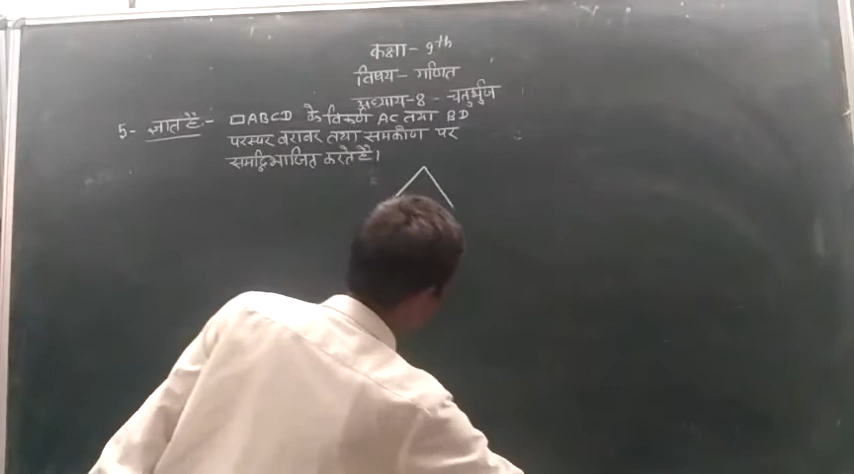 कक्षा - 9th
विषय - गणित
अध्याय-8 - चतुर्भुज
5- ज्ञात है:- □ABCD के विकर्ण AC तथा BD
परस्पर बराबर तथा समकोण पर
समद्विभाजित करते है।